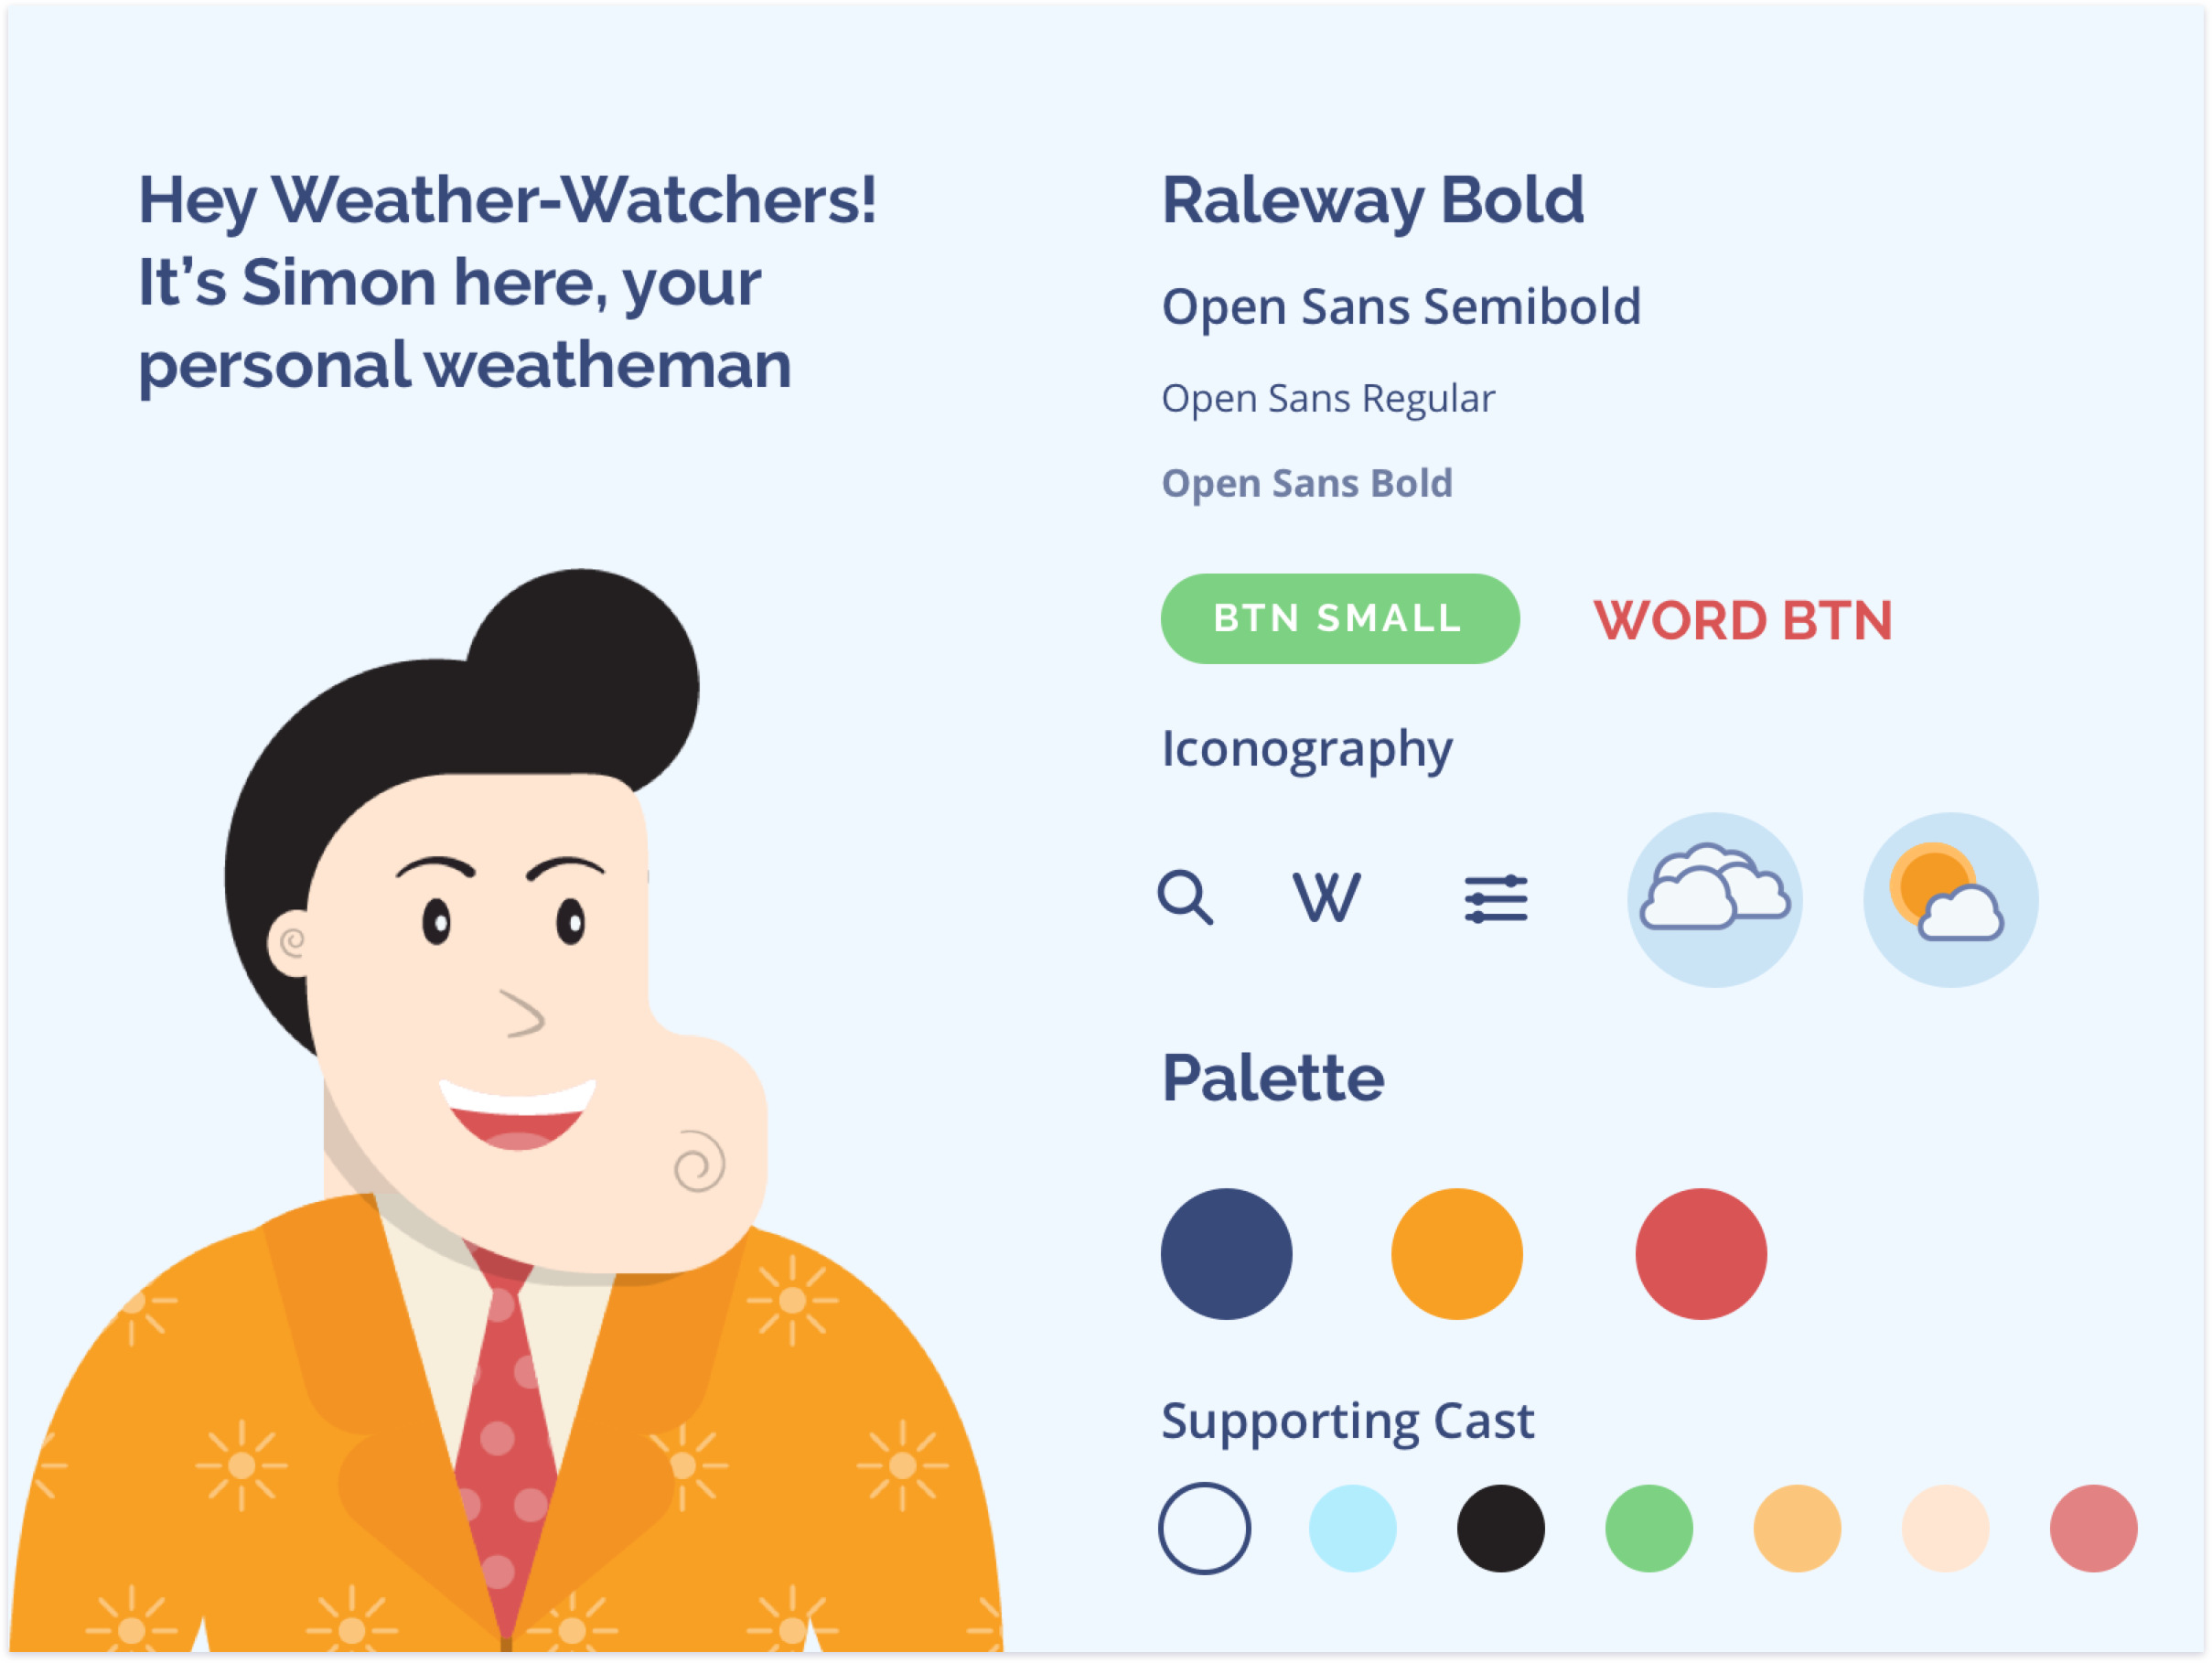 Hey Weather-Watchers!
It’s Simon here, your
personal weatheman
Raleway Bold
Open Sans Semibold
Open Sans Regular
Open Sans Bold
BTN SMALL
WORD BTN
Iconography
W
Palette
Supporting Cast